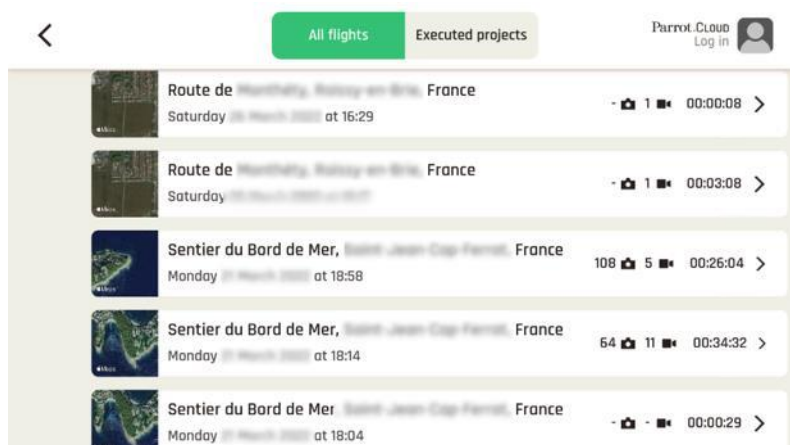 All flights
Executed projects
Parrot.CLOUD
Log in
Route de France
Saturday at 16:29
- 1 00:00:08
Route de France
Saturday
- 1 00:03:08
Sentier du Bord de Mer, France
Monday at 18:58
108 5 00:26:04
Sentier du Bord de Mer, France
Monday at 18:14
64 11 00:34:32
Sentier du Bord de Mer France
Monday at 18:04
- - 00:00:29